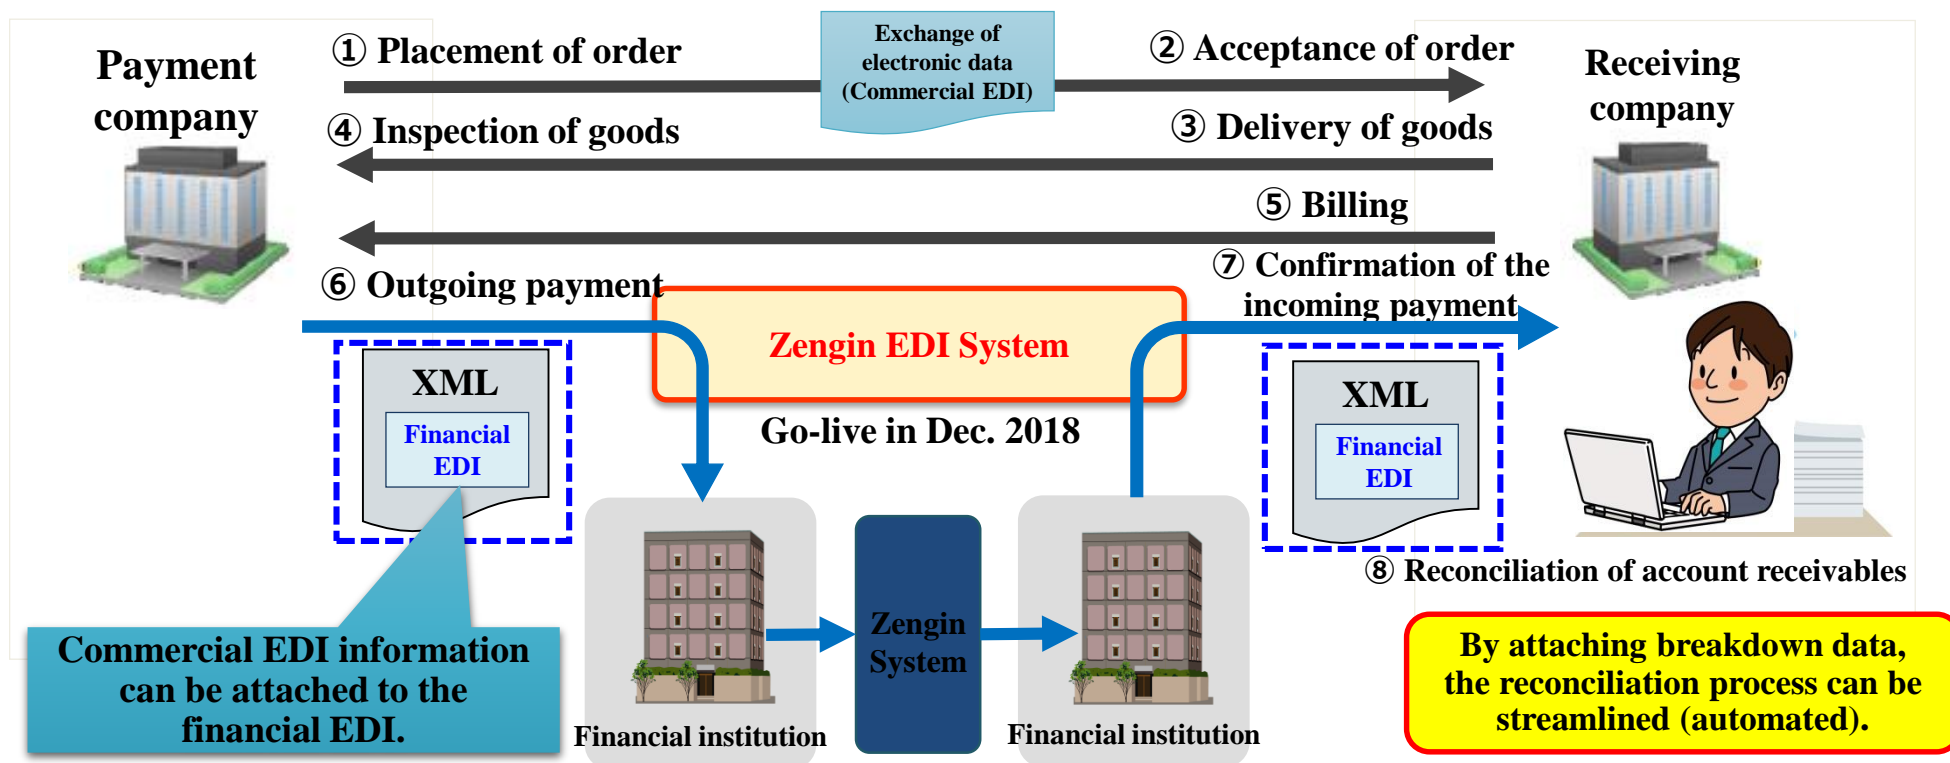 Payment
company
① Placement of order
Exchange of
electronic data
(Commercial EDI)
② Acceptance of order
Receiving
company
④ Inspection of goods
③ Delivery of goods
⑤ Billing
⑥ Outgoing payment
⑦ Confirmation of the
incoming payment
Zengin EDI System
Go-live in Dec. 2018
XML
Financial
EDI
XML
Financial
EDI
⑧ Reconciliation of account receivables
Commercial EDI information
can be attached to the
financial EDI.
Financial institution
Zengin
System
Financial institution
By attaching breakdown data,
the reconciliation process can be
streamlined (automated).